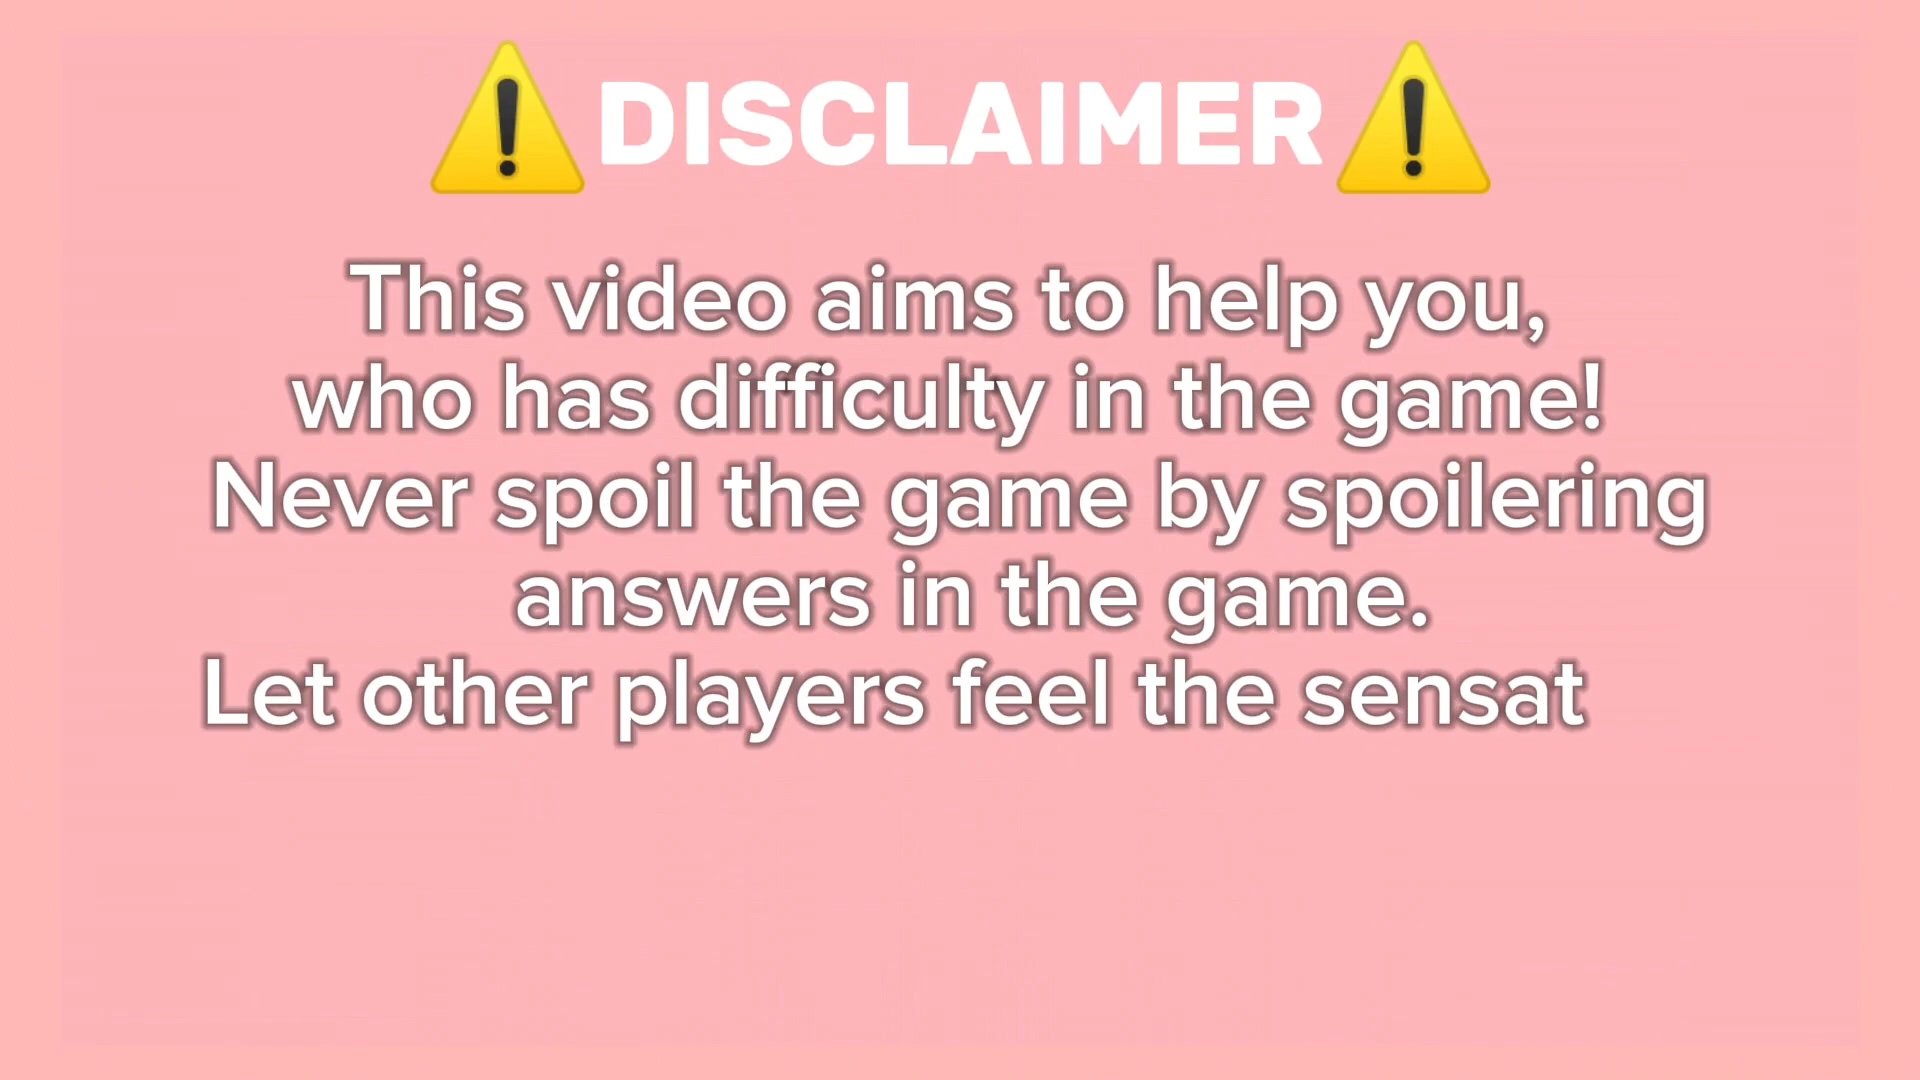 ⚠️DISCLAIMER⚠️
This video aims to help you,
who has difficulty in the game!
Never spoil the game by spoilering
answers in the game.
Let other players feel the sensat